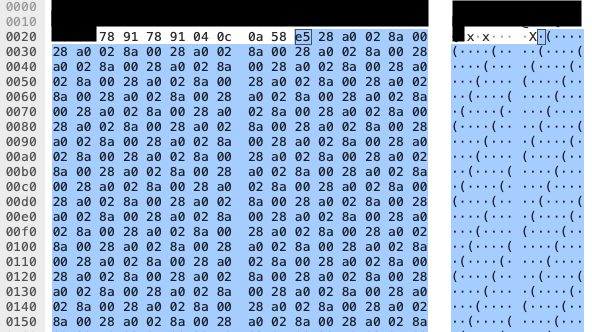 0000
0010
0020 78 91 78 91 04 0c 0a 58 e5 28 a0 02 8a 00 x·x··· ·X·(····
0030 28 a0 02 8a 00 28 a0 02 8a 00 28 a0 02 8a 00 28 (····(·· ··(····(
0040 a0 02 8a 00 28 a0 02 8a 00 28 a0 02 8a 00 28 a0 ····(··· ·(····(·
0050 02 8a 00 28 a0 02 8a 00 28 a0 02 8a 00 28 a0 02 ···(···· (····(··
0060 8a 00 28 a0 02 8a 00 28 a0 02 8a 00 28 a0 02 8a ··(····( ····(···
0070 00 28 a0 02 8a 00 28 a0 02 8a 00 28 a0 02 8a 00 ·(····(· ···(····
0080 28 a0 02 8a 00 28 a0 02 8a 00 28 a0 02 8a 00 28 (····(·· ··(····(
0090 a0 02 8a 00 28 a0 02 8a 00 28 a0 02 8a 00 28 a0 ····(··· ·(····(·
00a0 02 8a 00 28 a0 02 8a 00 28 a0 02 8a 00 28 a0 02 ···(···· (····(··
00b0 8a 00 28 a0 02 8a 00 28 a0 02 8a 00 28 a0 02 8a ··(····( ····(···
00c0 00 28 a0 02 8a 00 28 a0 02 8a 00 28 a0 02 8a 00 ·(····(· ···(····
00d0 28 a0 02 8a 00 28 a0 02 8a 00 28 a0 02 8a 00 28 (····(·· ··(····(
00e0 a0 02 8a 00 28 a0 02 8a 00 28 a0 02 8a 00 28 a0 ····(··· ·(····(·
00f0 02 8a 00 28 a0 02 8a 00 28 a0 02 8a 00 28 a0 02 ···(···· (····(··
0100 8a 00 28 a0 02 8a 00 28 a0 02 8a 00 28 a0 02 8a ··(····( ····(···
0110 00 28 a0 02 8a 00 28 a0 02 8a 00 28 a0 02 8a 00 ·(····(· ···(····
0120 28 a0 02 8a 00 28 a0 02 8a 00 28 a0 02 8a 00 28 (····(·· ··(····(
0130 a0 02 8a 00 28 a0 02 8a 00 28 a0 02 8a 00 28 a0 ····(··· ·(····(·
0140 02 8a 00 28 a0 02 8a 00 28 a0 02 8a 00 28 a0 02 ···(···· (····(··
0150 8a 00 28 a0 02 8a 00 28 a0 02 8a 00 28 a0 02 8a ··(····( ····(···